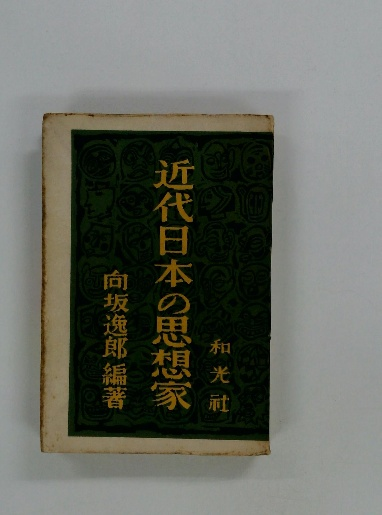 近代日本の思想家
向坂逸郎 編著
和光社